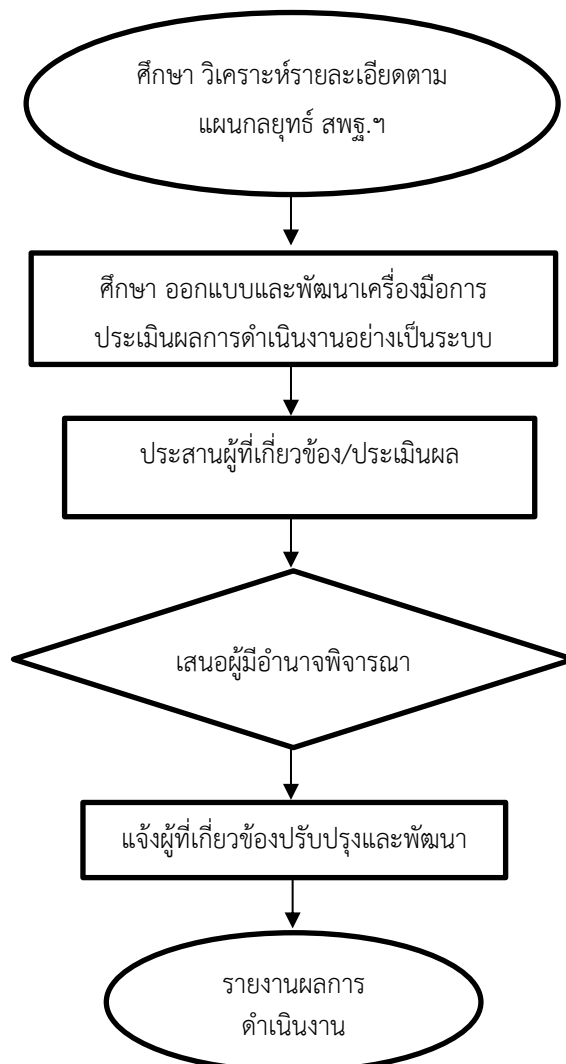 ศึกษา วิเคราะห์รายละเอียดตาม
แผนกลยุทธ์ สพฐ.ฯ
ศึกษา ออกแบบและพัฒนาเครื่องมือการ
ประเมินผลการดำเนินงานอย่างเป็นระบบ
ประสานผู้ที่เกี่ยวข้อง/ประเมินผล
เสนอผู้มีอำนาจพิจารณา
แจ้งผู้ที่เกี่ยวข้องปรับปรุงและพัฒนา
รายงานผลการ
ดำเนินงาน